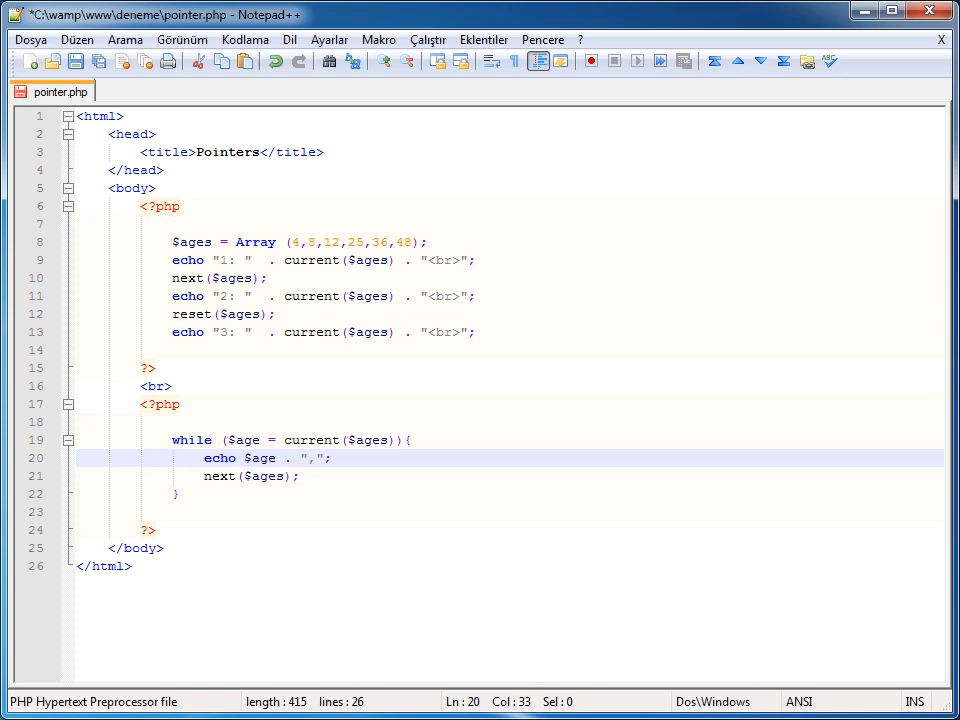 *C:\wamp\www\deneme\pointer.php - Notepad++
Dosya Düzen Arama Görünüm Kodlama Dil Ayarlar Makro Çalıştır Eklentiler Pencere ? X
pointer.php
1 <html>
2 <head>
3 <title>Pointers</title>
4 </head>
5 <body>
6 <?php
7
8 $ages = Array (4,8,12,25,36,48);
9 echo "1: " . current($ages) . "<br>";
10 next($ages);
11 echo "2: " . current($ages) . "<br>";
12 reset($ages);
13 echo "3: " . current($ages) . "<br>";
14
15 ?>
16 <br>
17 <?php
18
19 while ($age = current($ages)){
20 echo $age . ",";
21 next($ages);
22 }
23
24 ?>
25 </body>
26 </html>
PHP Hypertext Preprocessor file length : 415 lines : 26 Ln : 20 Col : 33 Sel : 0 Dos\Windows ANSI INS